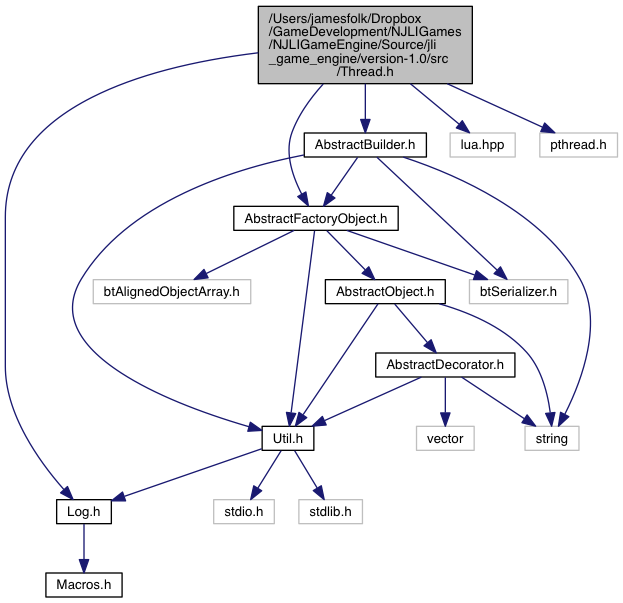 /Users/jamesfolk/Dropbox
/GameDevelopment/NJLIGames
/NJLIGameEngine/Source/jli
_game_engine/version-1.0/src
/Thread.h
AbstractBuilder.h
lua.hpp
pthread.h
AbstractFactoryObject.h
btAlignedObjectArray.h
AbstractObject.h
btSerializer.h
AbstractDecorator.h
Util.h
vector
string
Log.h
stdio.h
stdlib.h
Macros.h